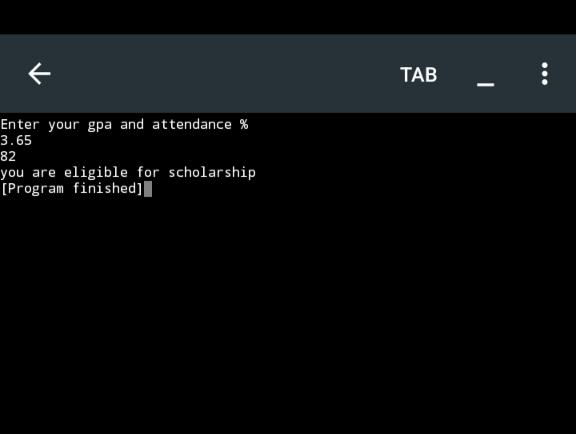 TAB _
Enter your gpa and attendance %
3.65
82
you are eligible for scholarship
[Program finished]